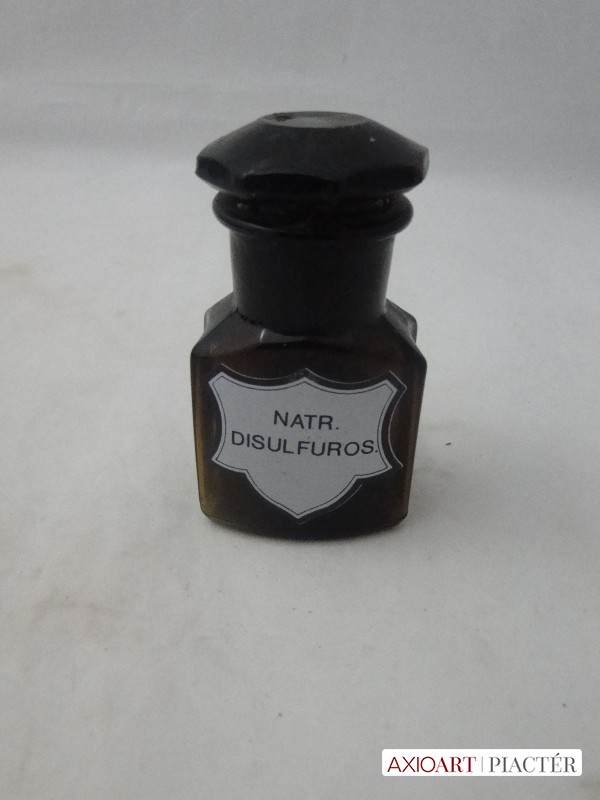 NATR.
DISULFUROS.
AXIOART | PIACTÉR